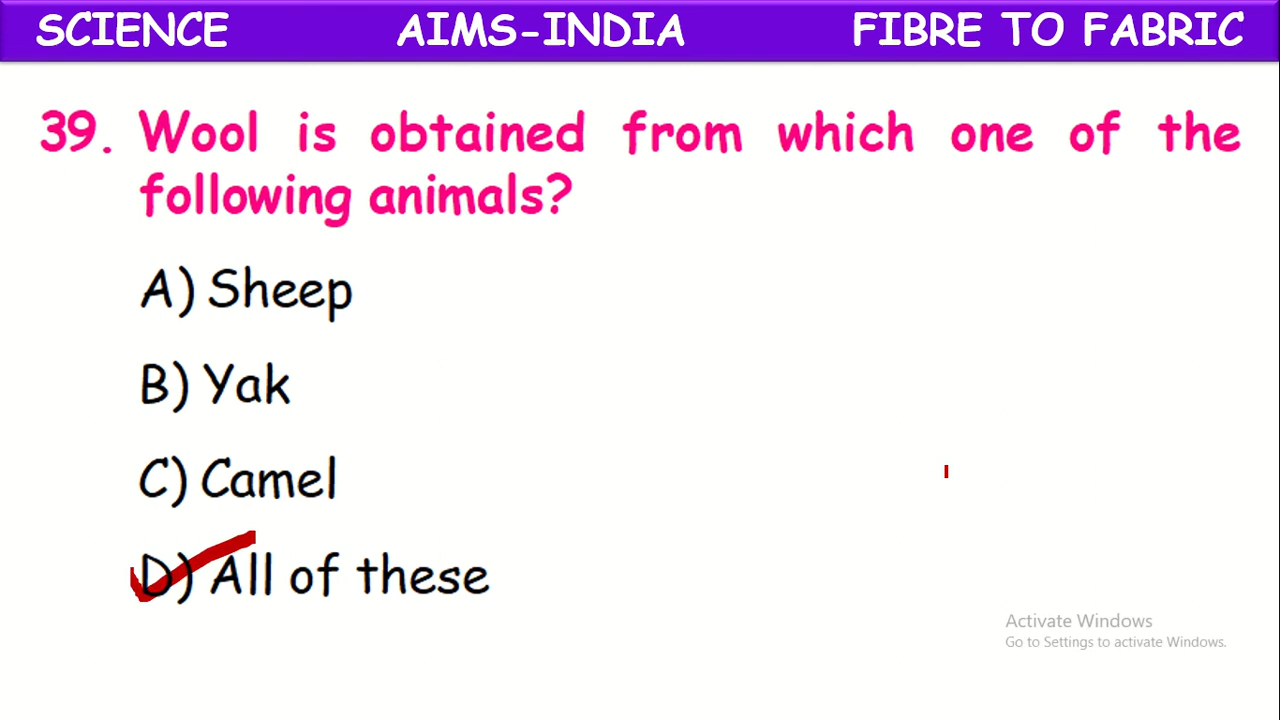 SCIENCE AIMS-INDIA FIBRE TO FABRIC
39. Wool is obtained from which one of the
following animals?
A) Sheep
B) Yak
C) Camel
D) All of these
Activate Windows
Go to Settings to activate Windows.